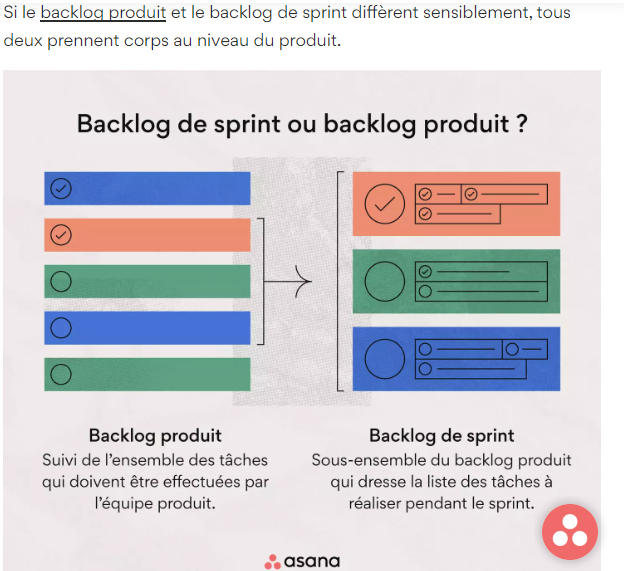 Si le backlog produit et le backlog de sprint diffèrent sensiblement, tous
deux prennent corps au niveau du produit.
Backlog de sprint ou backlog produit ?
Backlog produit
Suivi de l’ensemble des tâches
qui doivent être effectuées par
l’équipe produit.
Backlog de sprint
Sous-ensemble du backlog produit
qui dresse la liste des tâches à
réaliser pendant le sprint.
asana